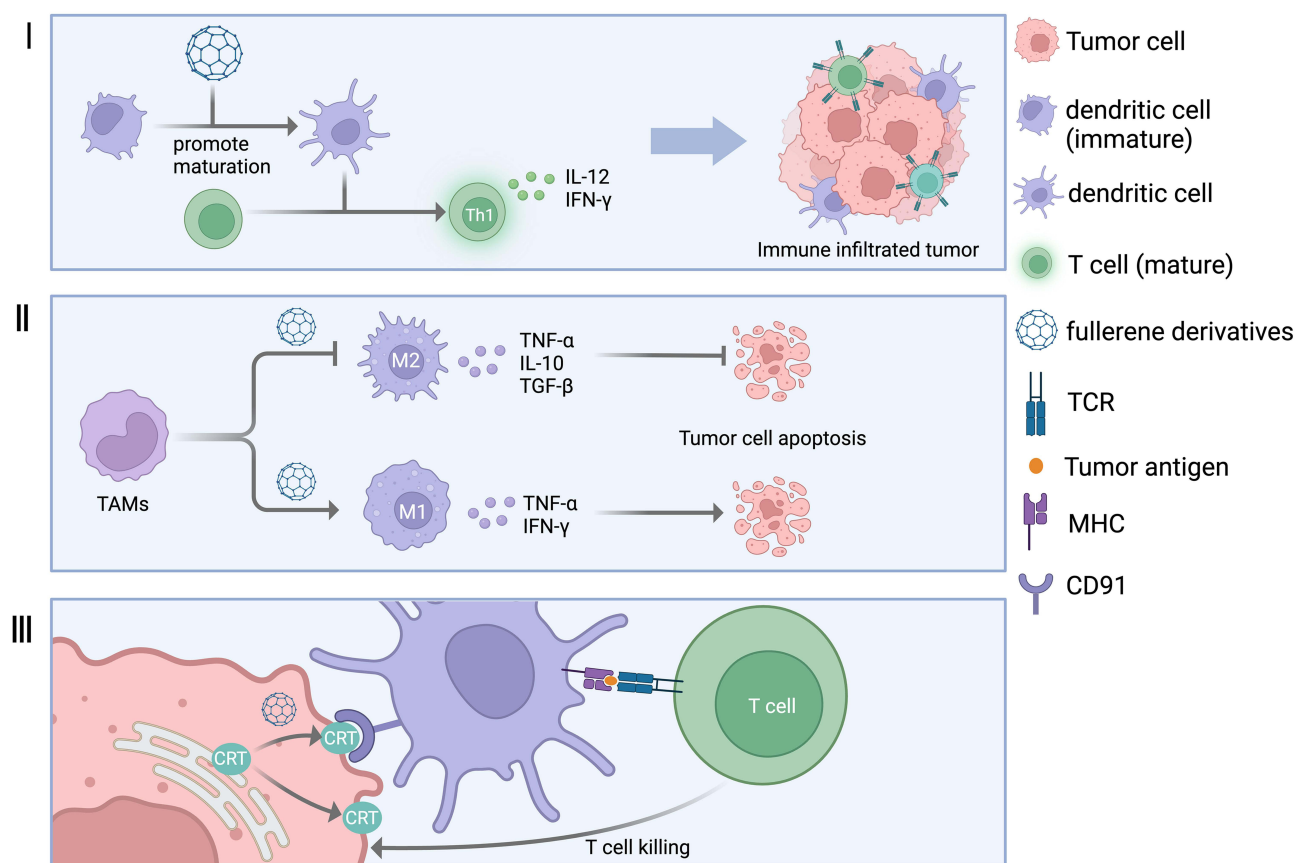 I
promote
maturation
Th1
IL-12
IFN-γ
Immune infiltrated tumor
Tumor cell
dendritic cell
(immature)
dendritic cell
T cell (mature)
fullerene derivatives
TCR
Tumor antigen
MHC
CD91
II
TAMs
M2
TNF-α
IL-10
TGF-β
Tumor cell apoptosis
M1
TNF-α
IFN-γ
III
CRT
CRT
CRT
T cell
T cell killing